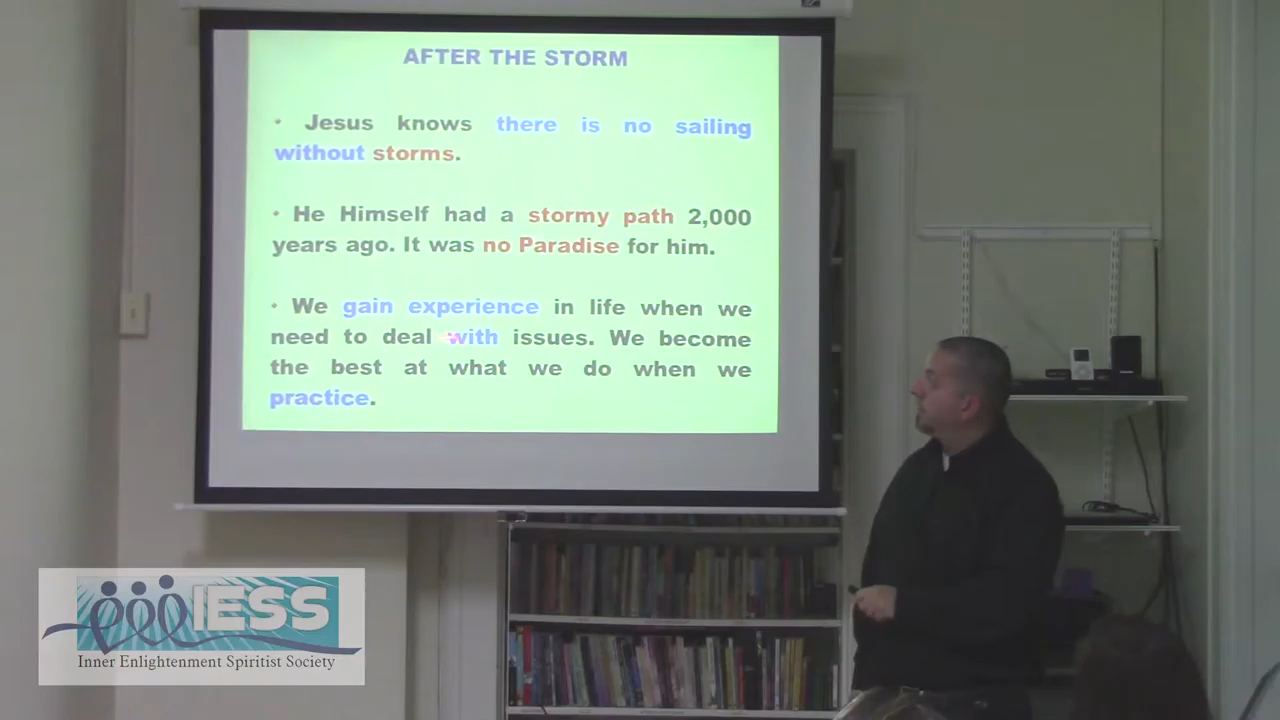 AFTER THE STORM
• Jesus knows there is no sailing
without storms.
• He Himself had a stormy path 2,000
years ago. It was no Paradise for him.
• We gain experience in life when we
need to deal with issues. We become
the best at what we do when we
practice.
IESS
Inner Enlightenment Spiritist Society